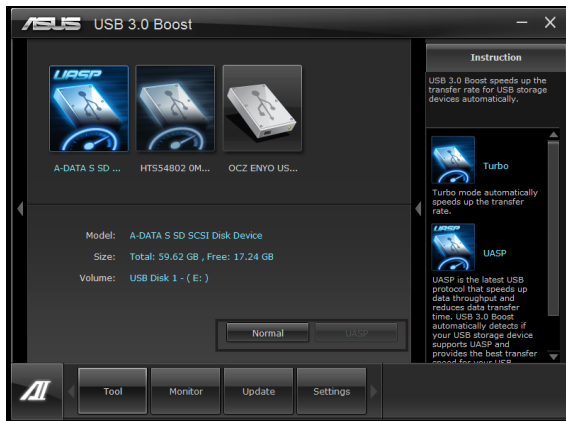 ASUS USB 3.0 Boost
UASP
A-DATA S SD ...
HTS54802 0M...
OCZ ENYO US...
Model: A-DATA S SD SCSI Disk Device
Size: Total: 59.62 GB , Free: 17.24 GB
Volume: USB Disk 1 - ( E: )
Normal
UASP
Instruction
USB 3.0 Boost speeds up the
transfer rate for USB storage
devices automatically.
Turbo
Turbo mode automatically
speeds up the transfer
rate.
UASP
UASP
UASP is the latest USB
protocol that speeds up
data throughput and
reduces data transfer
time. USB 3.0 Boost
automatically detects if
your USB storage device
supports UASP and
provides the best transfer
speed for your USB
Tool
Monitor
Update
Settings